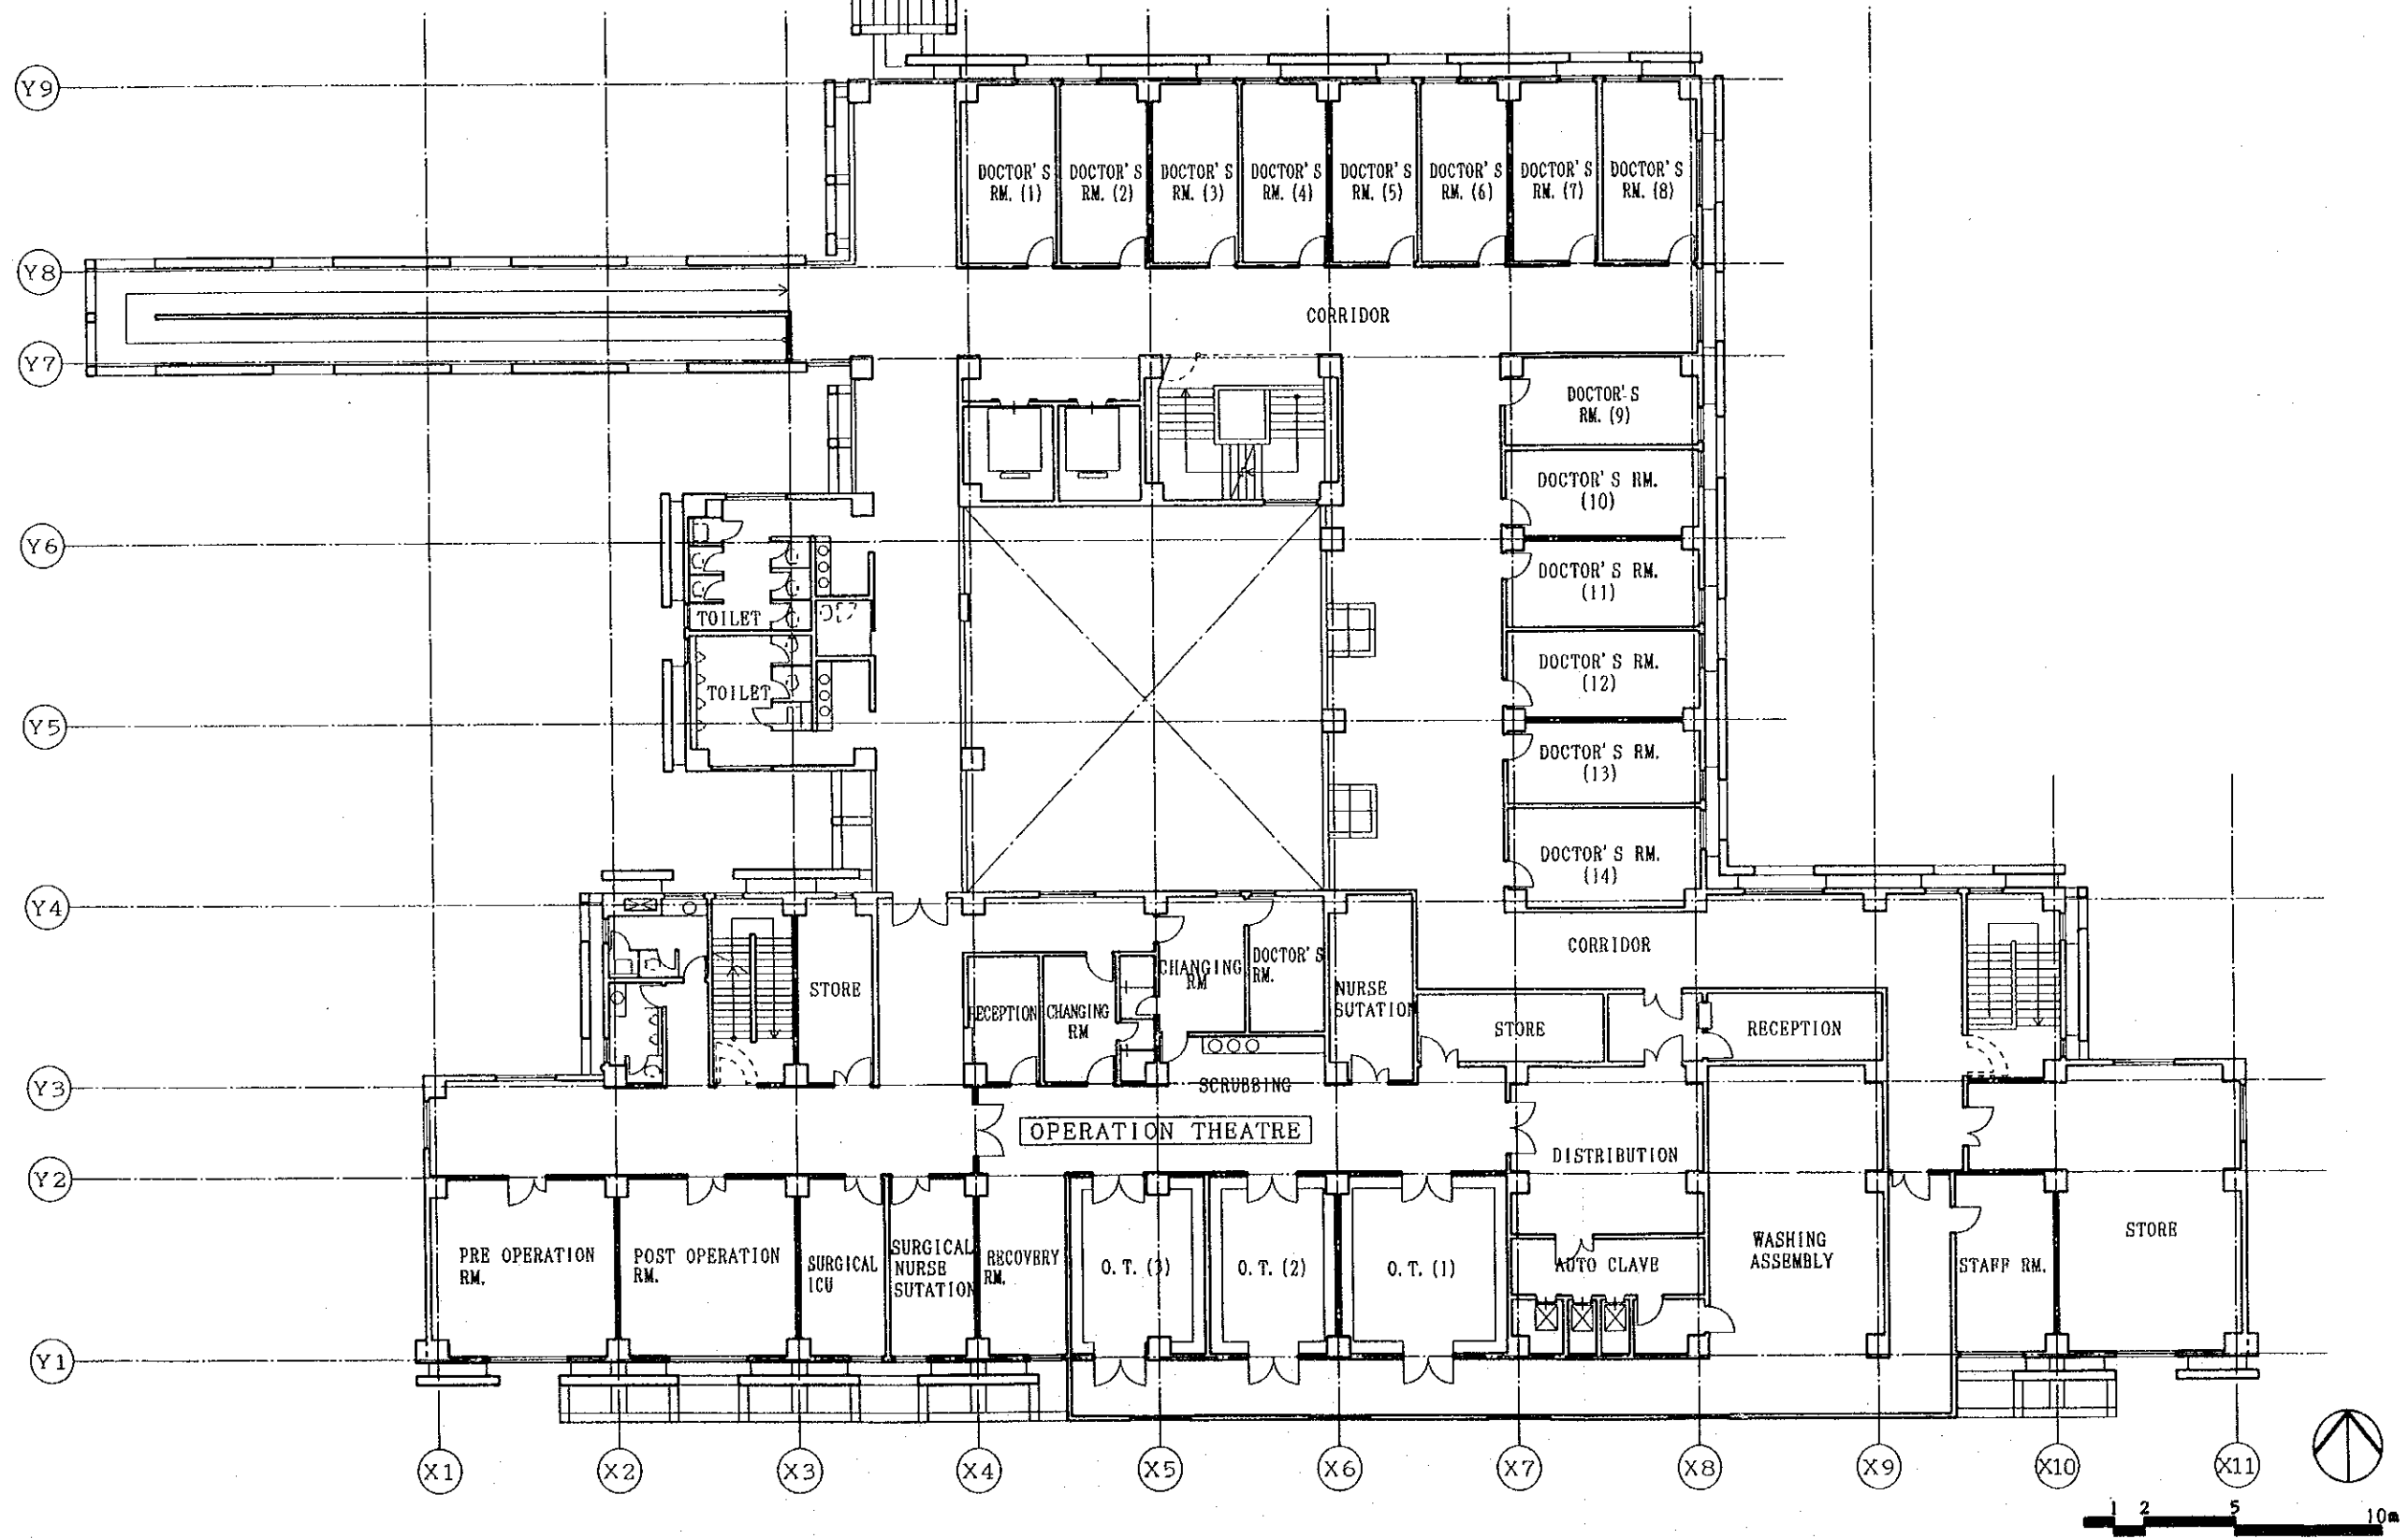 Y9
DOCTOR'S RM. (1)
DOCTOR'S RM. (2)
DOCTOR'S RM. (3)
DOCTOR'S RM. (4)
DOCTOR'S RM. (5)
DOCTOR'S RM. (6)
DOCTOR'S RM. (7)
DOCTOR'S RM. (8)
Y8
CORRIDOR
Y7
DOCTOR'S
RM. (9)
DOCTOR'S RM.
(10)
Y6
DOCTOR'S RM.
(11)
TOILET
DOCTOR'S RM.
(12)
TOILET
Y5
DOCTOR'S RM.
(13)
DOCTOR'S RM.
(14)
Y4
CORRIDOR
STORE
RECEPTION
CHANGING
RM
CHANGING
RM
DOCTOR'S
RM.
NURSE
SUTATION
STORE
RECEPTION
Y3
SCRUBBING
OPERATION THEATRE
DISTRIBUTION
Y2
PRE OPERATION
RM.
POST OPERATION
RM.
SURGICAL
ICU
SURGICAL
NURSE
SUTATION
RECOVERY
RM.
O.T. (3)
O.T. (2)
O.T. (1)
AUTO CLAVE
WASHING
ASSEMBLY
STAFF RM.
STORE
Y1
X1 X2 X3 X4 X5 X6 X7 X8 X9 X10 X11
1 2 5 10m